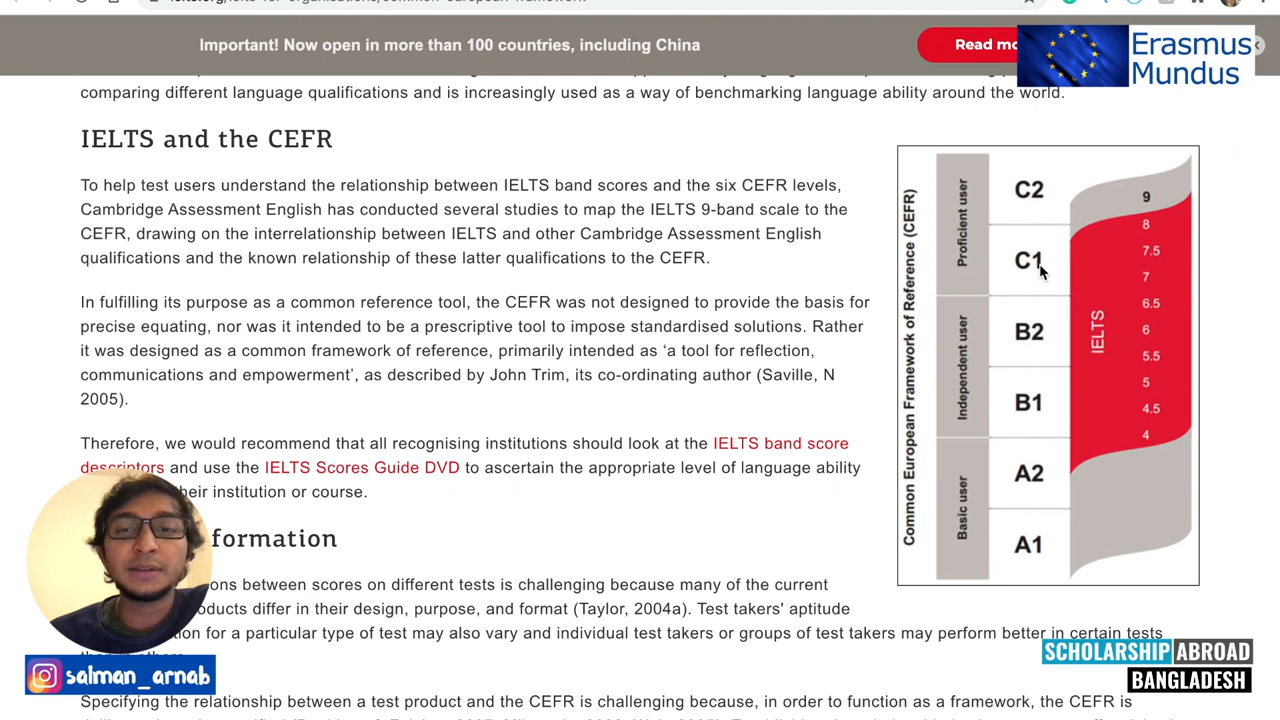 Important! Now open in more than 100 countries, including China
Read mo
Erasmus
Mundus
comparing different language qualifications and is increasingly used as a way of benchmarking language ability around the world.
IELTS and the CEFR
To help test users understand the relationship between IELTS band scores and the six CEFR levels,
Cambridge Assessment English has conducted several studies to map the IELTS 9-band scale to the
CEFR, drawing on the interrelationship between IELTS and other Cambridge Assessment English
qualifications and the known relationship of these latter qualifications to the CEFR.
In fulfilling its purpose as a common reference tool, the CEFR was not designed to provide the basis for
precise equating, nor was it intended to be a prescriptive tool to impose standardised solutions. Rather
it was designed as a common framework of reference, primarily intended as ‘a tool for reflection,
communications and empowerment’, as described by John Trim, its co-ordinating author (Saville, N
2005).
Therefore, we would recommend that all recognising institutions should look at the IELTS band score
descriptors and use the IELTS Scores Guide DVD to ascertain the appropriate level of language ability
heir institution or course.
formation
ons between scores on different tests is challenging because many of the current
oducts differ in their design, purpose, and format (Taylor, 2004a). Test takers' aptitude
ion for a particular type of test may also vary and individual test takers or groups of test takers may perform better in certain tests
Specifying the relationship between a test product and the CEFR is challenging because, in order to function as a framework, the CEFR is
Common European Framework of Reference (CEFR)
Proficient user
Independent user
Basic user
C2
C1
B2
B1
A2
A1
IELTS
9
8
7.5
7
6.5
6
5.5
5
4.5
4
salman_arnab
SCHOLARSHIP ABROAD
BANGLADESH